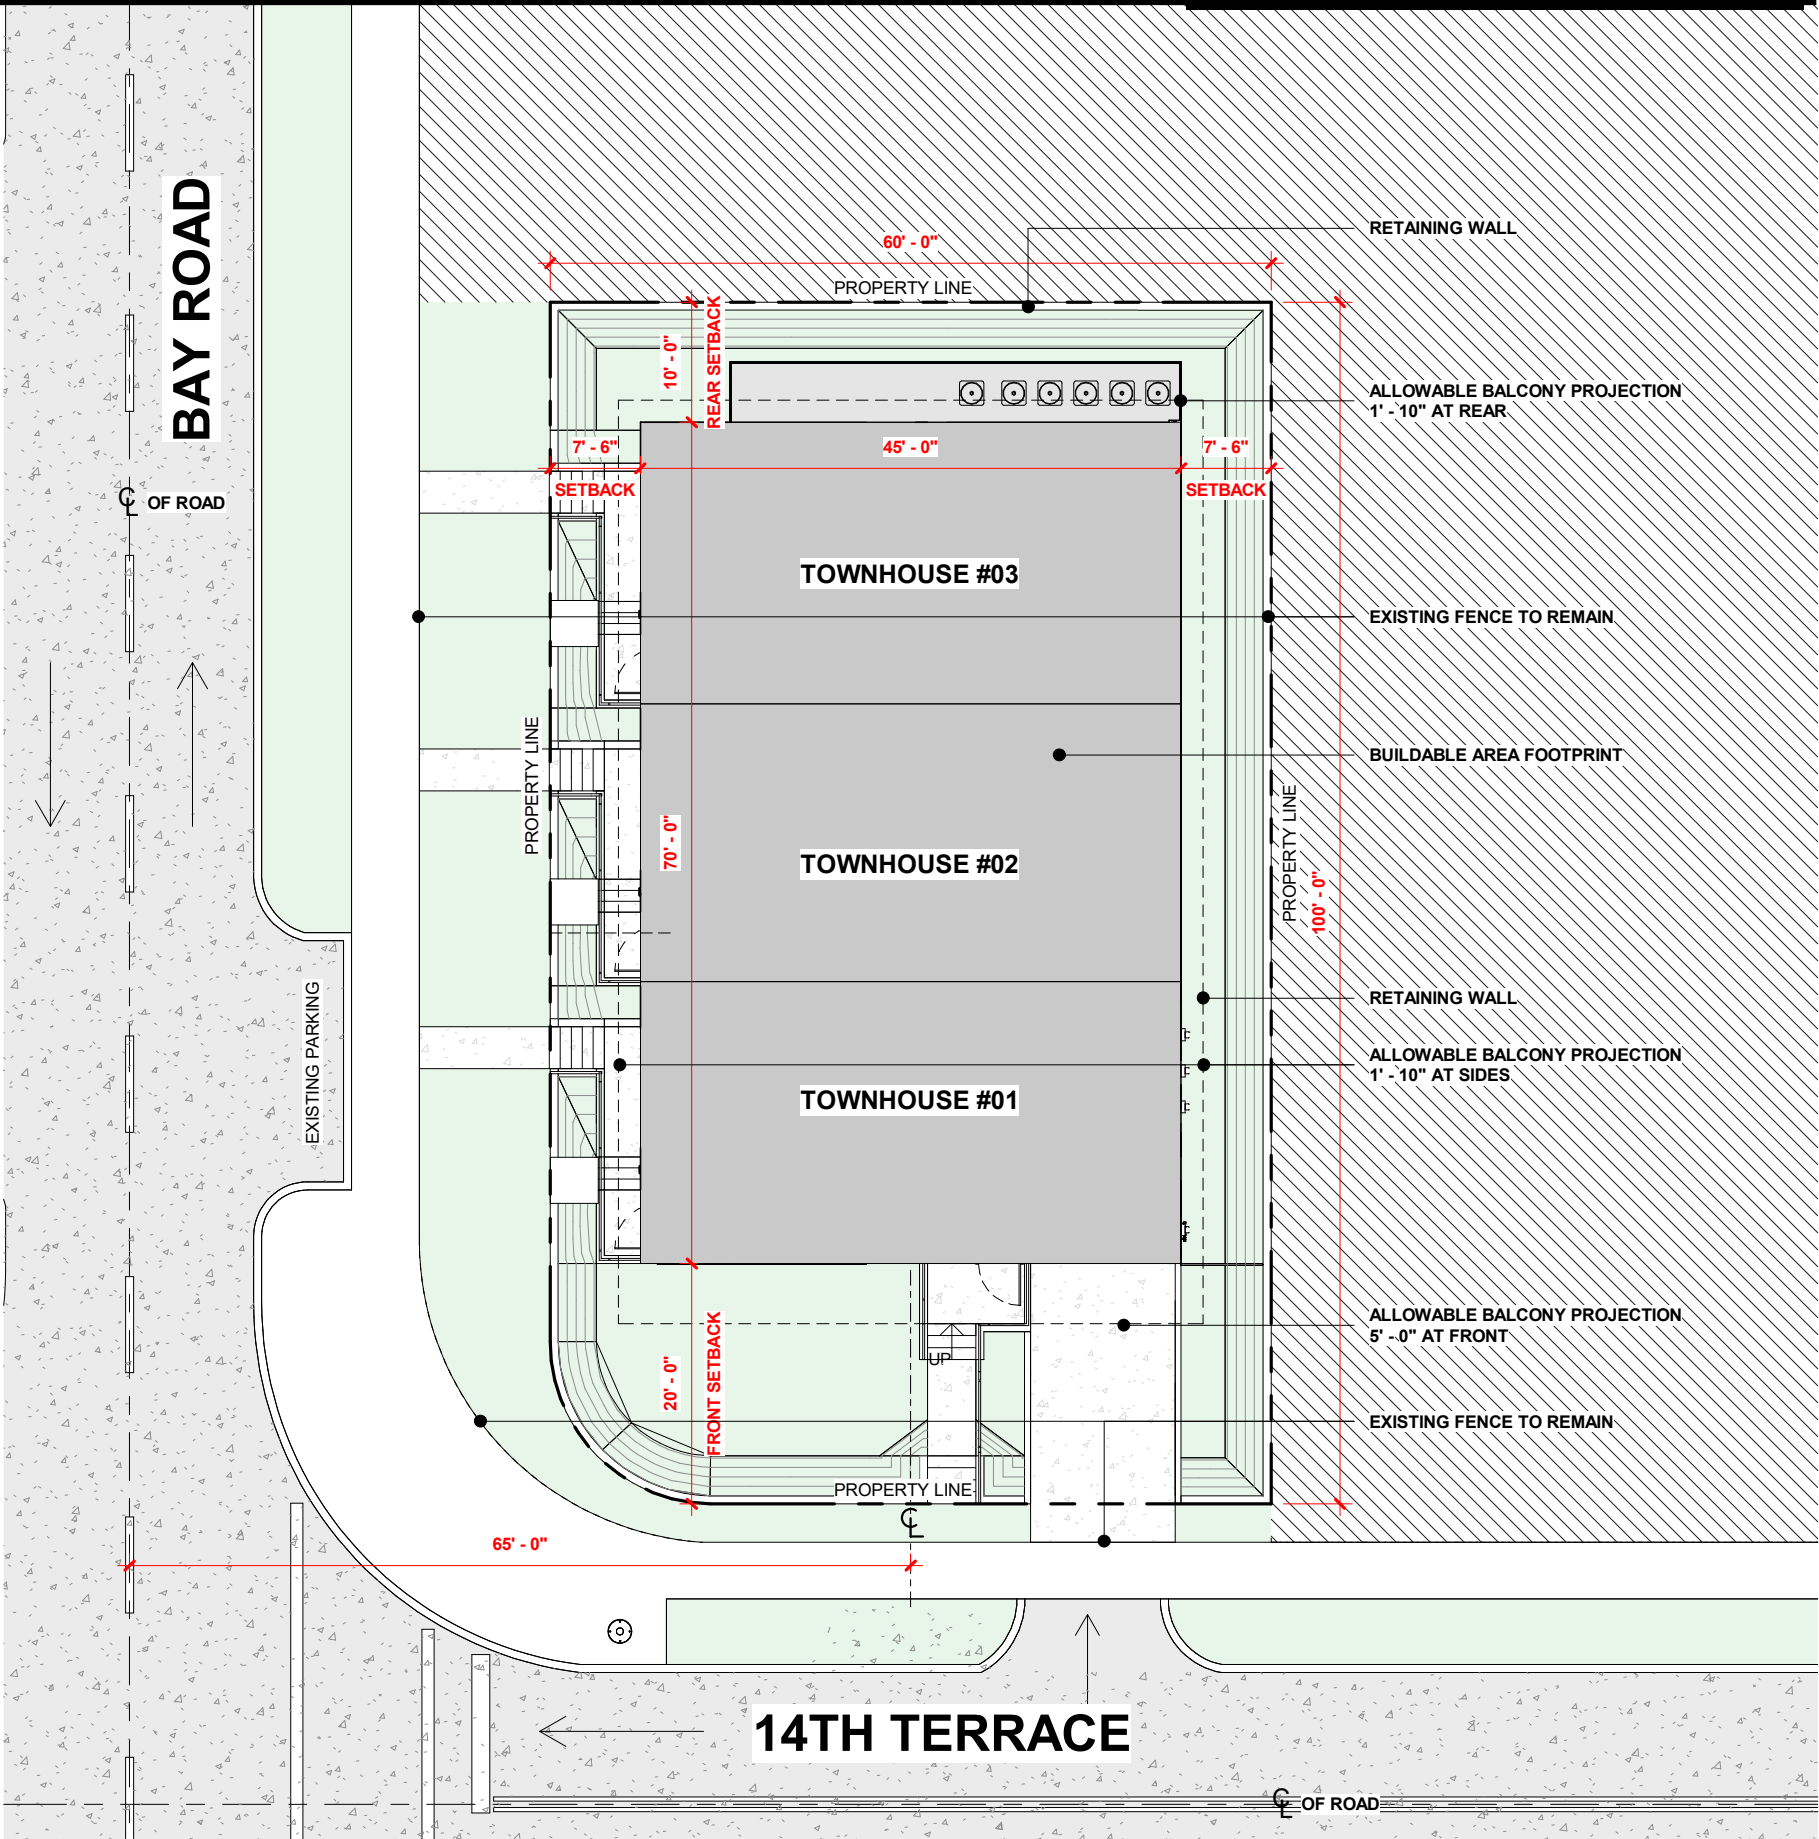 BAY ROAD
RETAINING WALL
60' - 0"
PROPERTY LINE
10' - 0"
REAR SETBACK
ALLOWABLE BALCONY PROJECTION
1' - 10" AT REAR
7' - 6"
45' - 0"
7' - 6"
SETBACK
SETBACK
℄ OF ROAD
TOWNHOUSE #03
EXISTING FENCE TO REMAIN
PROPERTY LINE
BUILDABLE AREA FOOTPRINT
70' - 0"
TOWNHOUSE #02
PROPERTY LINE
100' - 0"
EXISTING PARKING
RETAINING WALL
ALLOWABLE BALCONY PROJECTION
1' - 10" AT SIDES
TOWNHOUSE #01
ALLOWABLE BALCONY PROJECTION
5' - 0" AT FRONT
UP
20' - 0"
FRONT SETBACK
EXISTING FENCE TO REMAIN
PROPERTY LINE
℄
65' - 0"
14TH TERRACE
℄ OF ROAD